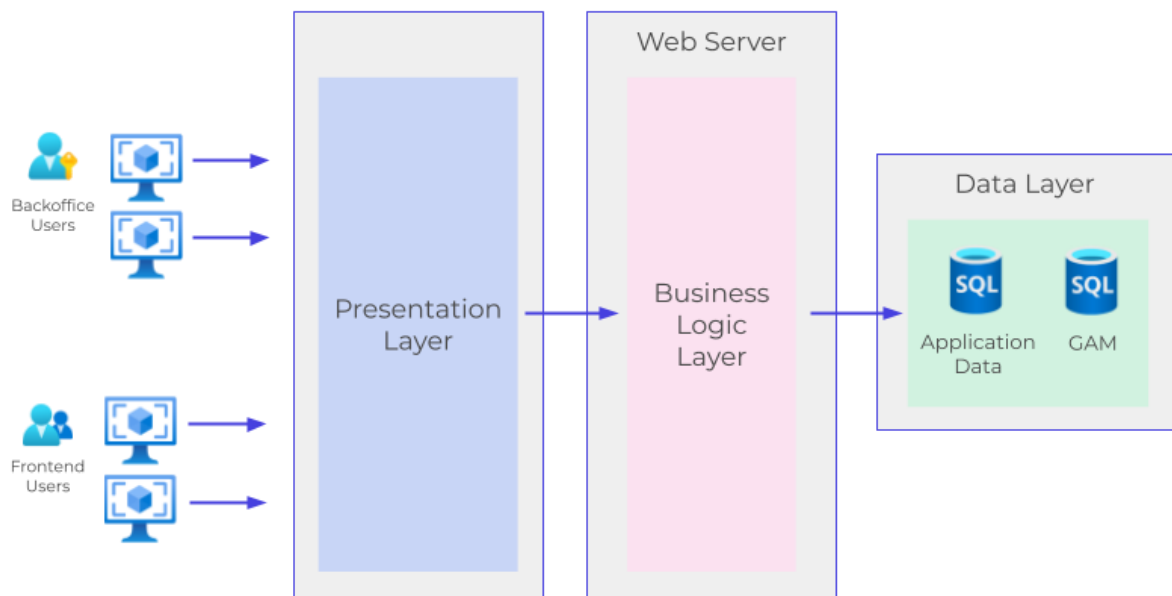 Backoffice
Users
Frontend
Users
Presentation
Layer
Web Server
Business
Logic
Layer
Data Layer
SQL
SQL
Application
Data
GAM